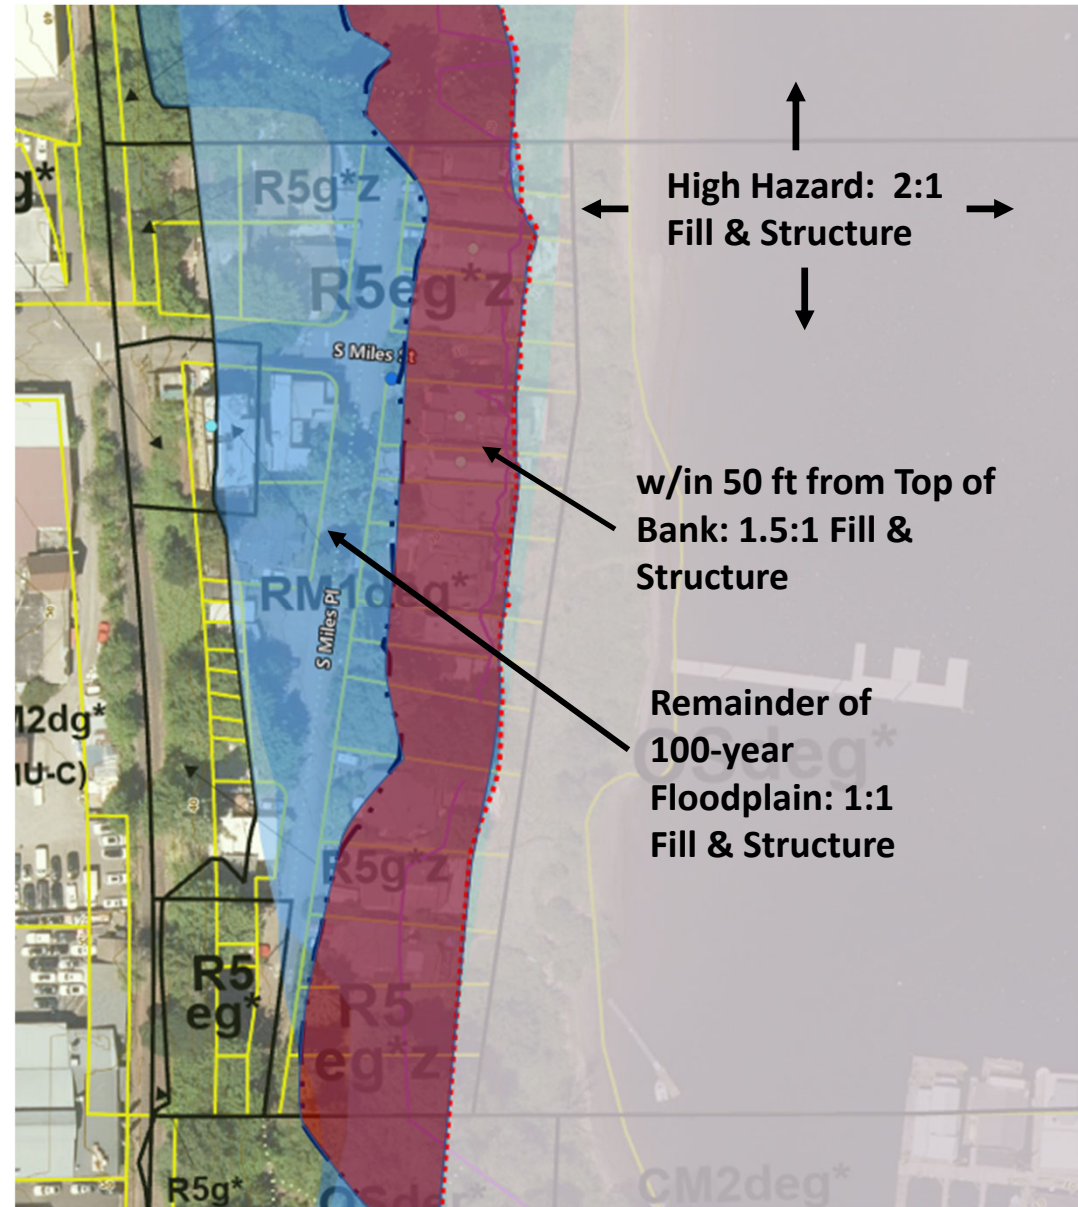 g*
R5g*z
High Hazard: 2:1
Fill & Structure
R5eg*z
S Miles St
w/in 50 ft from Top of
Bank: 1.5:1 Fill &
Structure
RM1deg*
S Miles Pl
M2dg*
IU-C)
Remainder of
100-year
Floodplain: 1:1
Fill & Structure
OSdeg*
R5g*z
R5
eg*
R5
eg*z
R5g*
CM2deg*